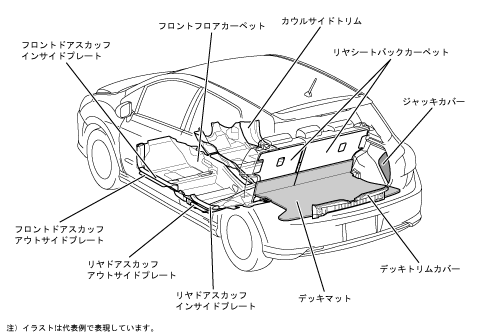 カウルサイドトリム
フロントフロアカーペット
フロントドアスカッフ
インサイドプレート
リヤシートバックカーペット
ジャッキカバー
フロントドアスカッフ
アウトサイドプレート
リヤドアスカッフ
アウトサイドプレート
デッキトリムカバー
リヤドアスカッフ
インサイドプレート
デッキマット
注）イラストは代表例で表現しています。